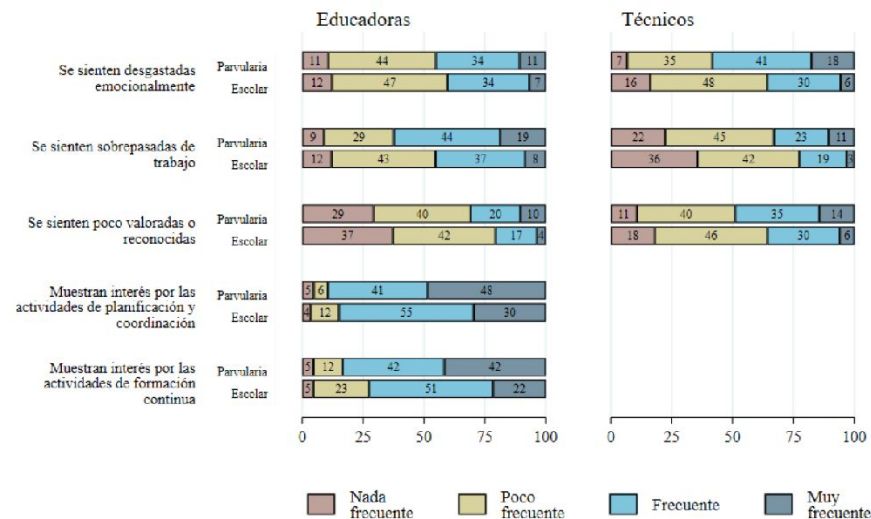 Educadoras
Técnicos
Se sienten desgastadas
emocionalmente
Parvularia
11 44 34 11
7 35 41 18
Escolar
12 47 34 7
16 48 30 6
Se sienten sobrepasadas de
trabajo
Parvularia
9 29 44 19
22 45 23 11
Escolar
12 43 37 8
36 42 19 3
Se sienten poco valoradas o
reconocidas
Parvularia
29 40 20 10
11 40 35 14
Escolar
37 42 17 4
18 46 30 6
Muestran interés por las
actividades de planificación y
coordinación
Parvularia
5 6 41 48
Escolar
4 12 55 30
Muestran interés por las
actividades de formación
continua
Parvularia
5 12 42 42
Escolar
5 23 51 22
0 25 50 75 100
0 25 50 75 100
Nada
frecuente
Poco
frecuente
Frecuente
Muy
frecuente